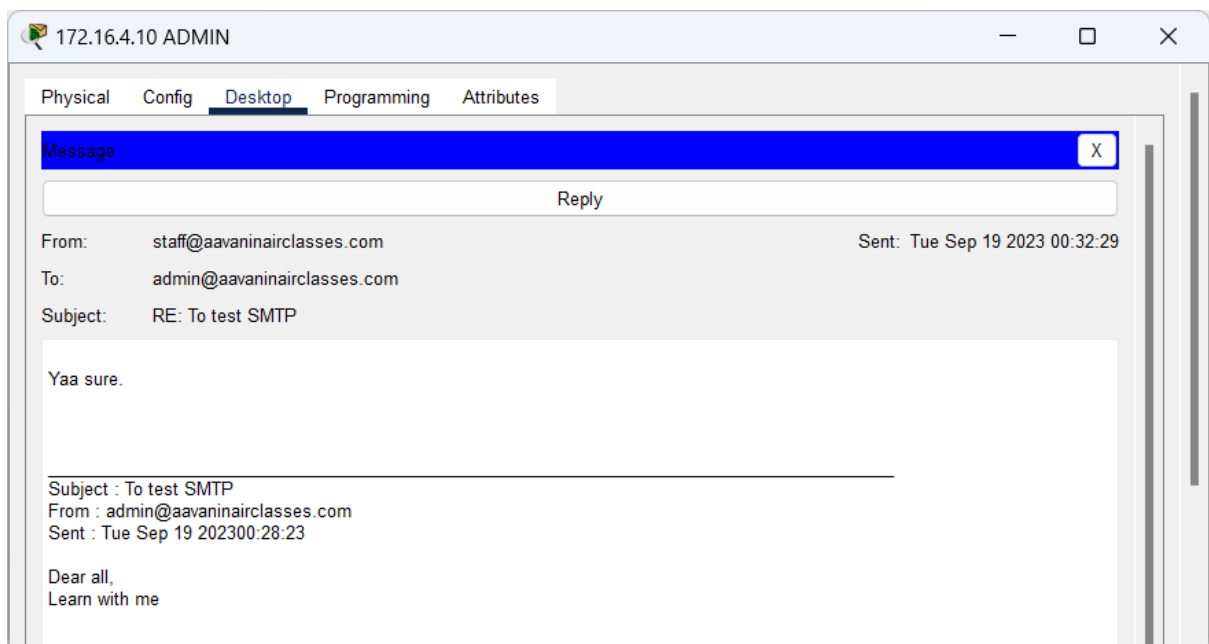 172.16.4.10 ADMIN
Physical Config Desktop Programming Attributes
Message X
Reply
From: staff@aavaninairclasses.com Sent: Tue Sep 19 2023 00:32:29
To: admin@aavaninairclasses.com
Subject: RE: To test SMTP
Yaa sure.
Subject : To test SMTP
From : admin@aavaninairclasses.com
Sent : Tue Sep 19 202300:28:23
Dear all,
Learn with me